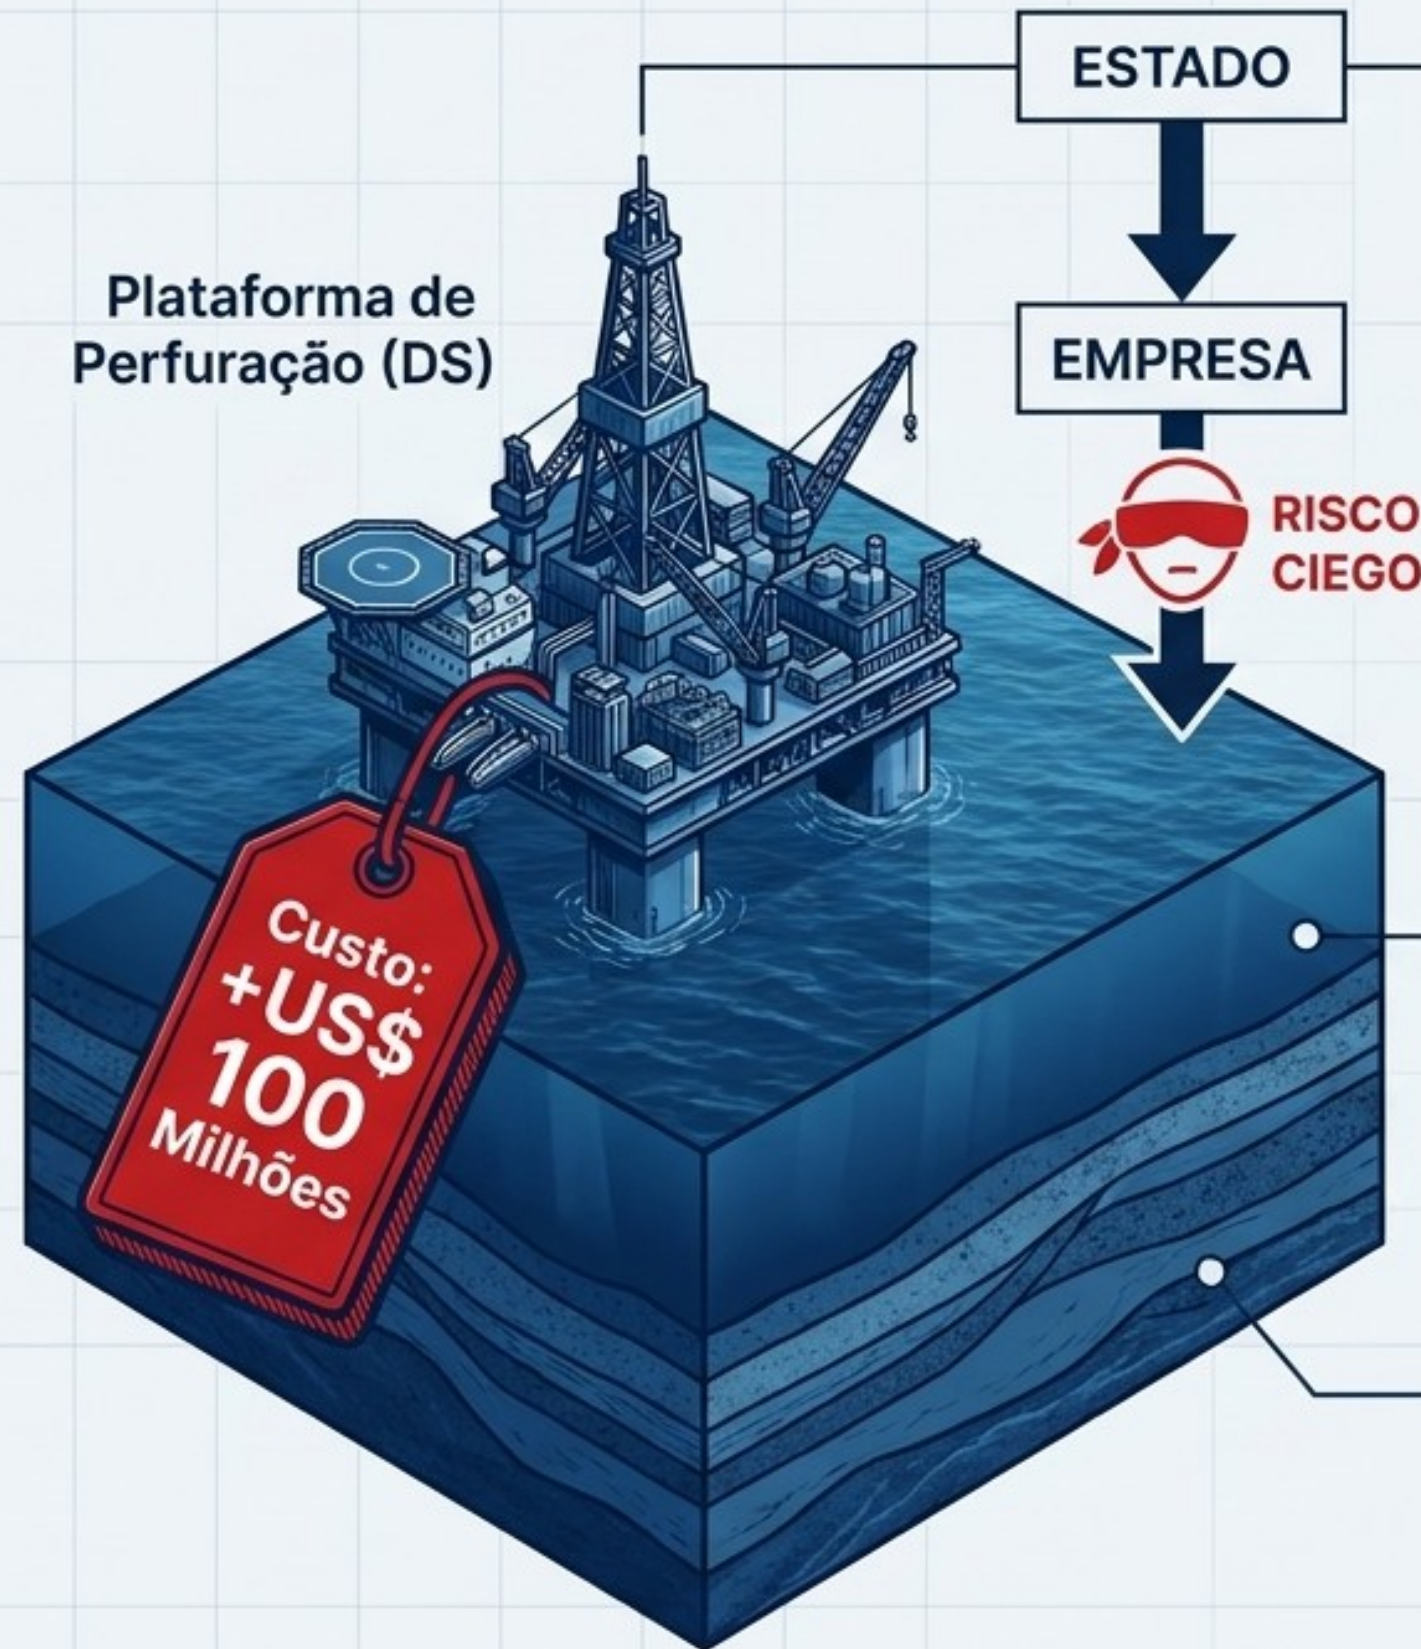 ESTADO
Plataforma de
Perfuração (DS)
EMPRESA
RISCO
CIEGO
Custo:
+US$
100
Milhões